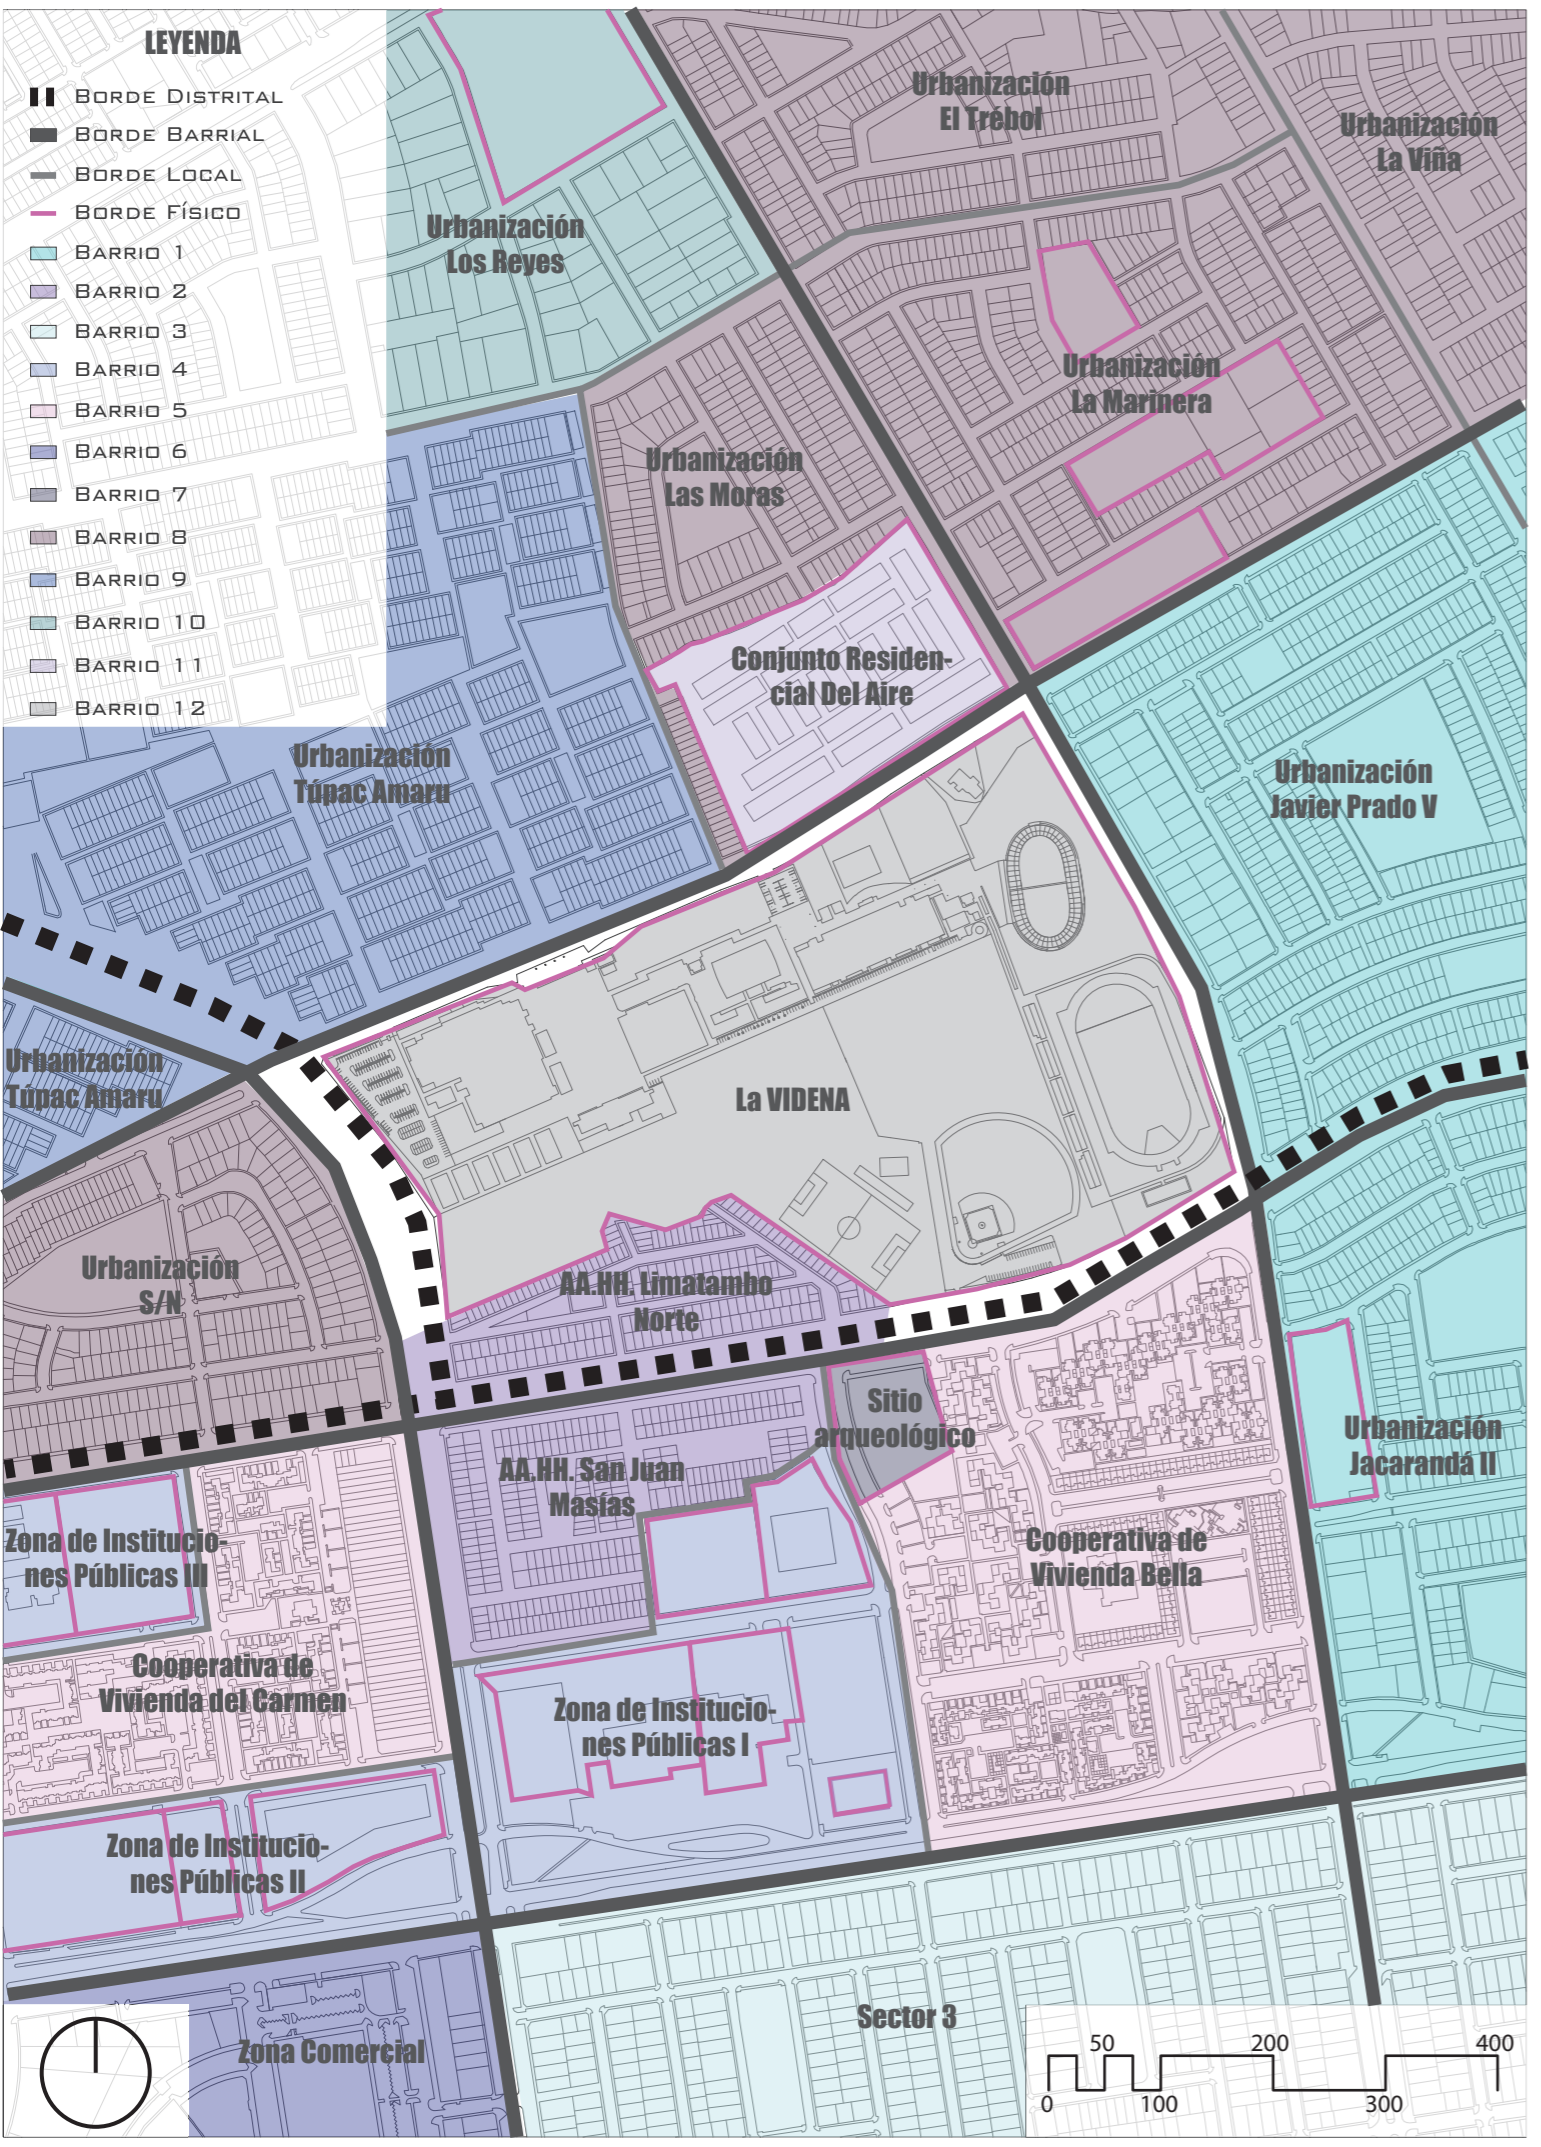 LEYENDA
BORDE DISTRITAL
BORDE BARRIAL
BORDE LOCAL
BORDE FÍSICO
BARRIO 1
BARRIO 2
BARRIO 3
BARRIO 4
BARRIO 5
BARRIO 6
BARRIO 7
BARRIO 8
BARRIO 9
BARRIO 10
BARRIO 11
BARRIO 12
Urbanización
El Trébol
Urbanización
La Viña
Urbanización
Los Reyes
Urbanización
La Marinera
Urbanización
Las Moras
Conjunto Residen-
cial Del Aire
Urbanización
Túpac Amaru
Urbanización
Javier Prado V
Urbanización
Túpac Amaru
La VIDENA
Urbanización
S/N
AA.HH. Limatambo
Norte
Sitio
arqueológico
AA.HH. San Juan
Masías
Urbanización
Jacarandá II
Zona de Institucio-
nes Públicas III
Cooperativa de
Vivienda Bella
Cooperativa de
Vivienda del Carmen
Zona de Institucio-
nes Públicas I
Zona de Institucio-
nes Públicas II
Sector 3
Zona Comercial
50 200 400
0 100 300